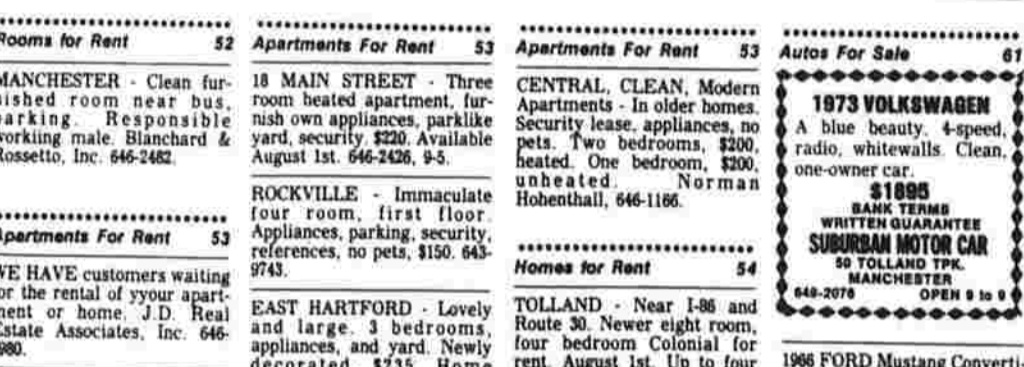 Rooms for Rent 52
MANCHESTER - Clean fur-
nished room near bus,
parking. Responsible
workiing male. Blanchard &
Rossetto, Inc. 646-2482.
Apartments For Rent 53
WE HAVE customers waiting
for the rental of yyour apart-
ment or home. J.D. Real
Estate Associates, Inc. 646-
1980.
Apartments For Rent 53
18 MAIN STREET - Three
room heated apartment, fur-
nish own appliances, parklike
yard, security. $220. Available
August 1st. 646-2426, 9-5.
ROCKVILLE - Immaculate
four room, first floor.
Appliances, parking, security,
references, no pets, $150. 643-
9743.
EAST HARTFORD - Lovely
and large. 3 bedrooms,
appliances, and yard. Newly
decorated. $235. Home
Apartments For Rent 53
CENTRAL, CLEAN, Modern
Apartments - In older homes.
Security lease, appliances, no
pets. Two bedrooms, $200,
heated. One bedroom, $200,
unheated. Norman
Hohenthall, 646-1166.
Homes for Rent 54
TOLLAND - Near I-86 and
Route 30. Newer eight room,
four bedroom Colonial for
rent. August 1st. Up to four
Autos For Sale 61
1973 VOLKSWAGEN
A blue beauty. 4-speed,
radio, whitewalls. Clean,
one-owner car.
$1895
BANK TERMS
WRITTEN GUARANTEE
SUBURBAN MOTOR CAR
50 TOLLAND TPK.
MANCHESTER
649-2076 OPEN 9 to 9
1966 FORD Mustang Converti-